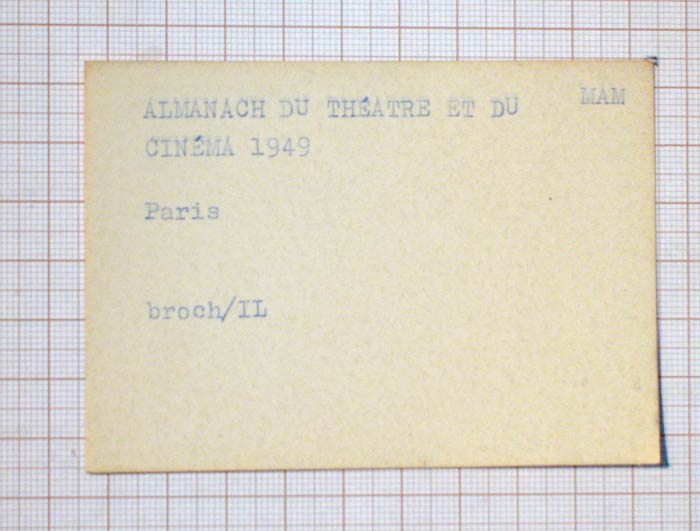 ALMANACH DU THÉATRE ET DU MAM
CINÉMA 1949
Paris
broch/IL